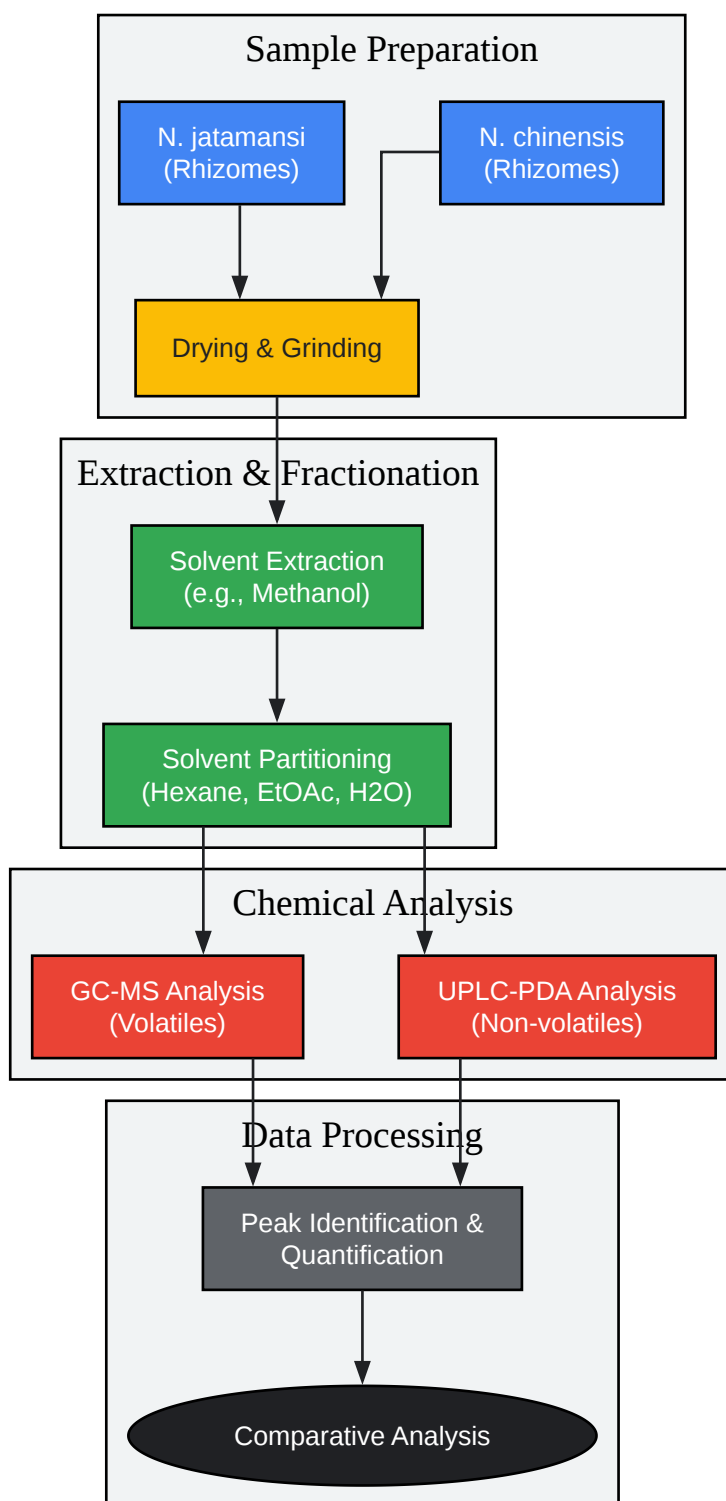 Sample Preparation
N. jatamansi
(Rhizomes)
N. chinensis
(Rhizomes)
Drying & Grinding
Extraction & Fractionation
Solvent Extraction
(e.g., Methanol)
Solvent Partitioning
(Hexane, EtOAc, H2O)
Chemical Analysis
GC-MS Analysis
(Volatiles)
UPLC-PDA Analysis
(Non-volatiles)
Data Processing
Peak Identification &
Quantification
Comparative Analysis